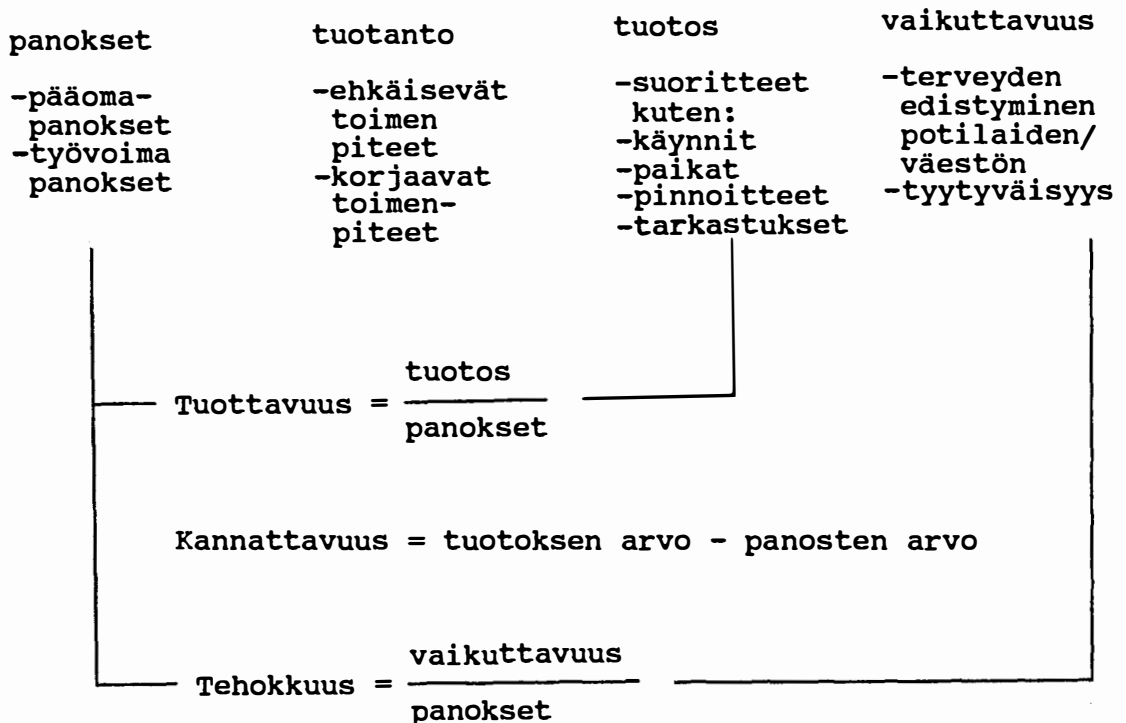 panokset
-pääoma-
panokset
-työvoima
panokset
tuotanto
-ehkäisevät
toimen
piteet
-korjaavat
toimen-
piteet
tuotos
-suoritteet
kuten:
-käynnit
-paikat
-pinnoitteet
-tarkastukset
vaikuttavuus
-terveyden
edistyminen
potilaiden/
väestön
-tyytyväisyys
Tuottavuus = tuotos
panokset
Kannattavuus = tuotoksen arvo - panosten arvo
Tehokkuus = vaikuttavuus
panokset